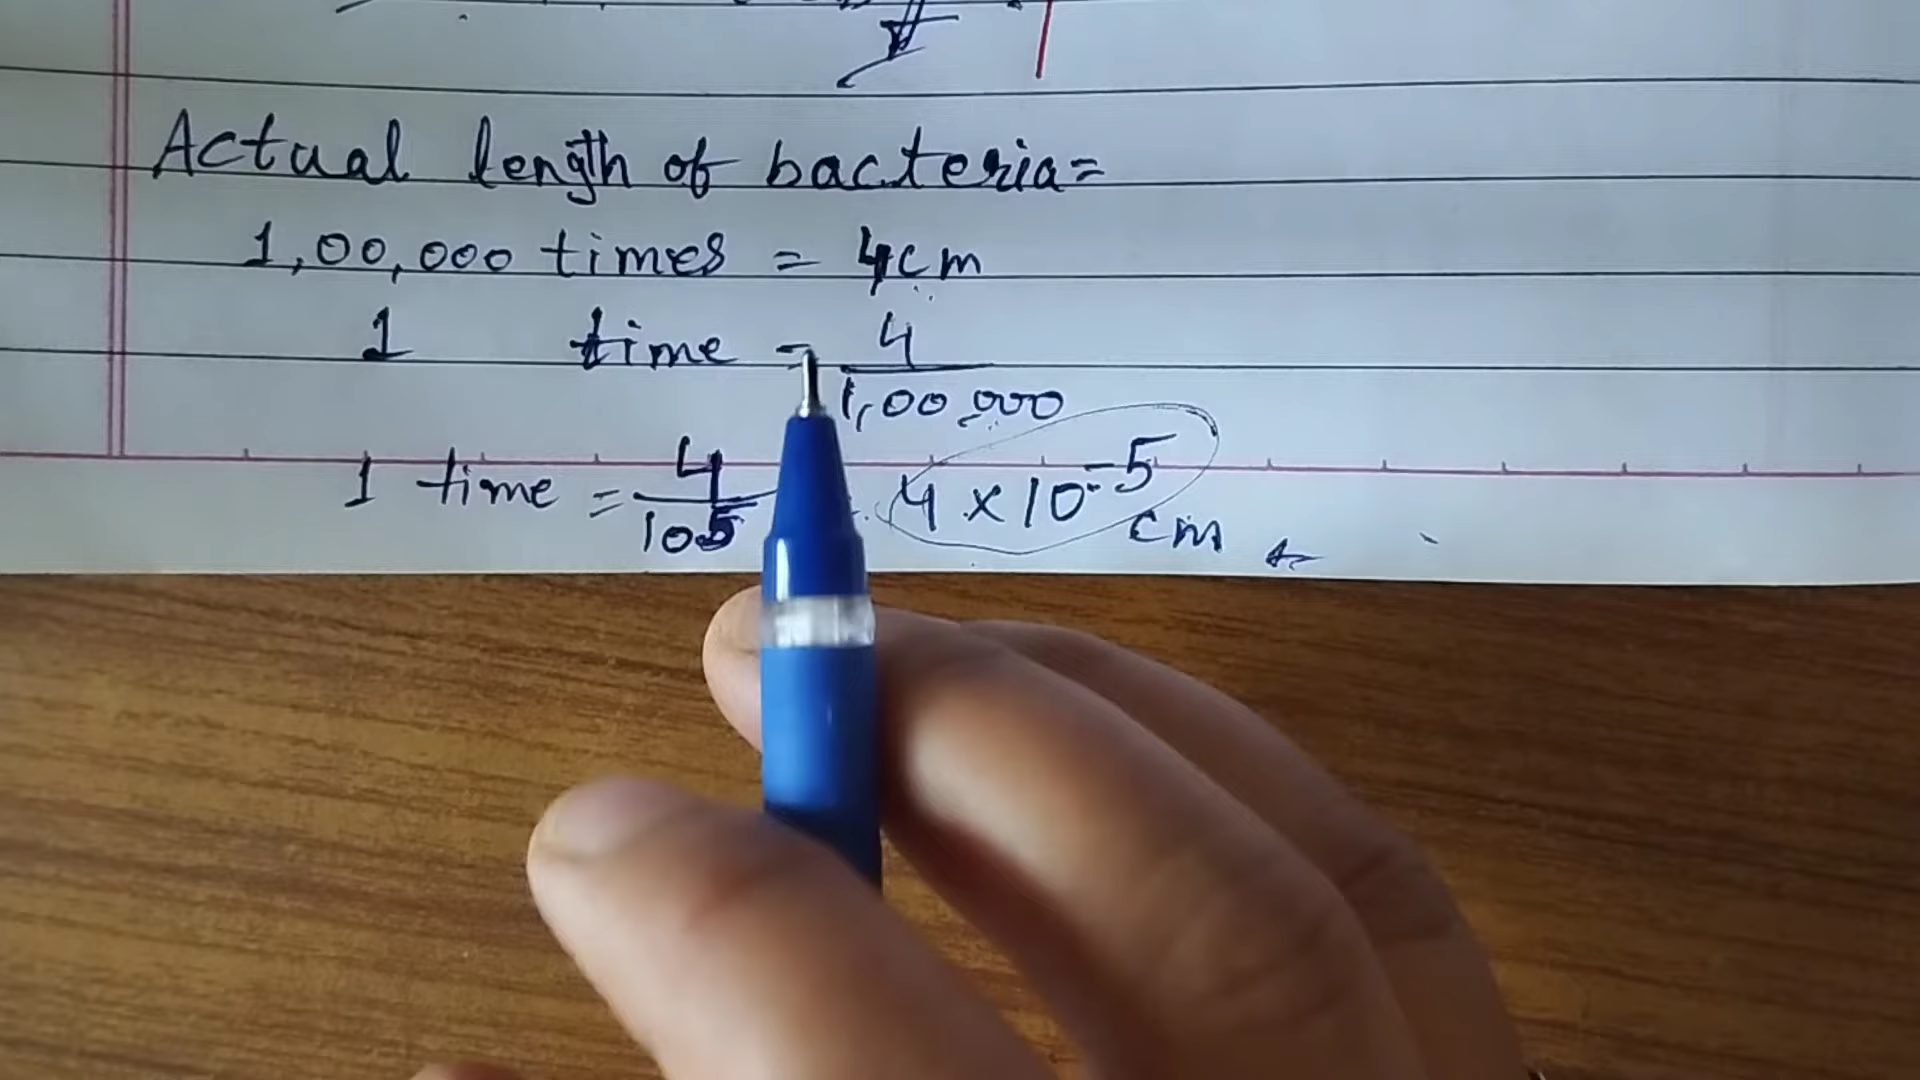 Actual length of bacteria=
1,00,000 times = 4cm
1 time = 4/1,00,000
1 time = 4/10⁵ 4 × 10⁻⁵ cm